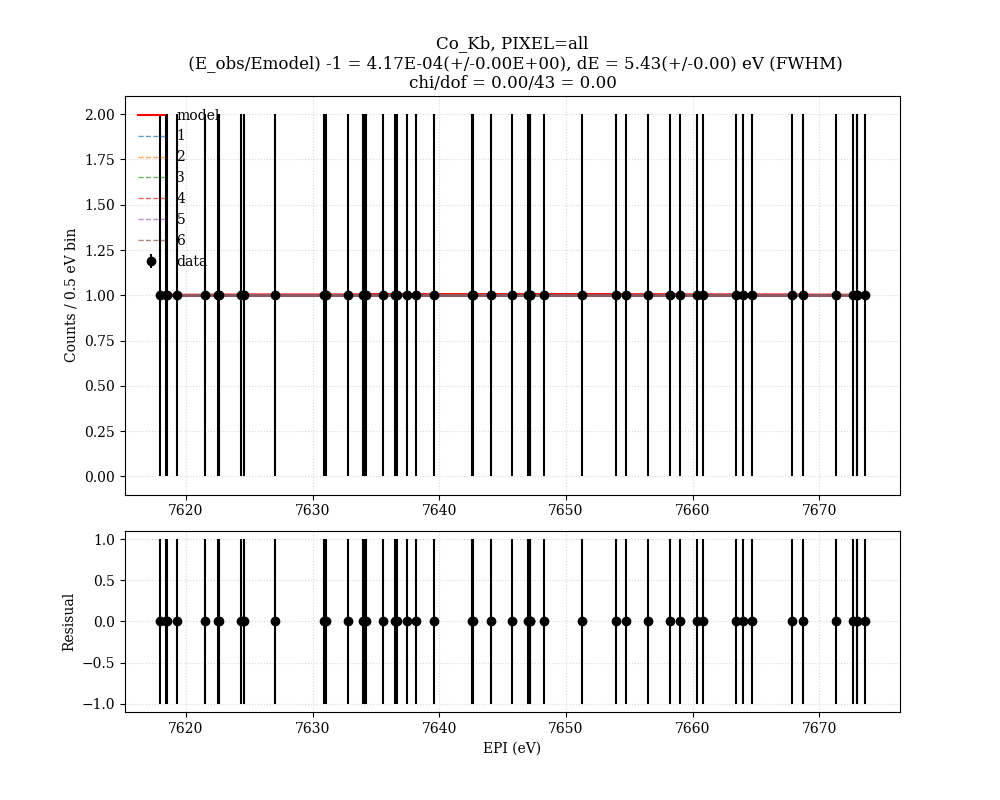 Co_Kb, PIXEL=all
(E_obs/Emodel) -1 = 4.17E-04(+/-0.00E+00), dE = 5.43(+/-0.00) eV (FWHM)
chi/dof = 0.00/43 = 0.00
model
1
2
3
4
5
6
data
Counts / 0.5 eV bin
2.00
1.75
1.50
1.25
1.00
0.75
0.50
0.25
0.00
7620 7630 7640 7650 7660 7670
Resisual
1.0
0.5
0.0
−0.5
−1.0
7620 7630 7640 7650 7660 7670
EPI (eV)